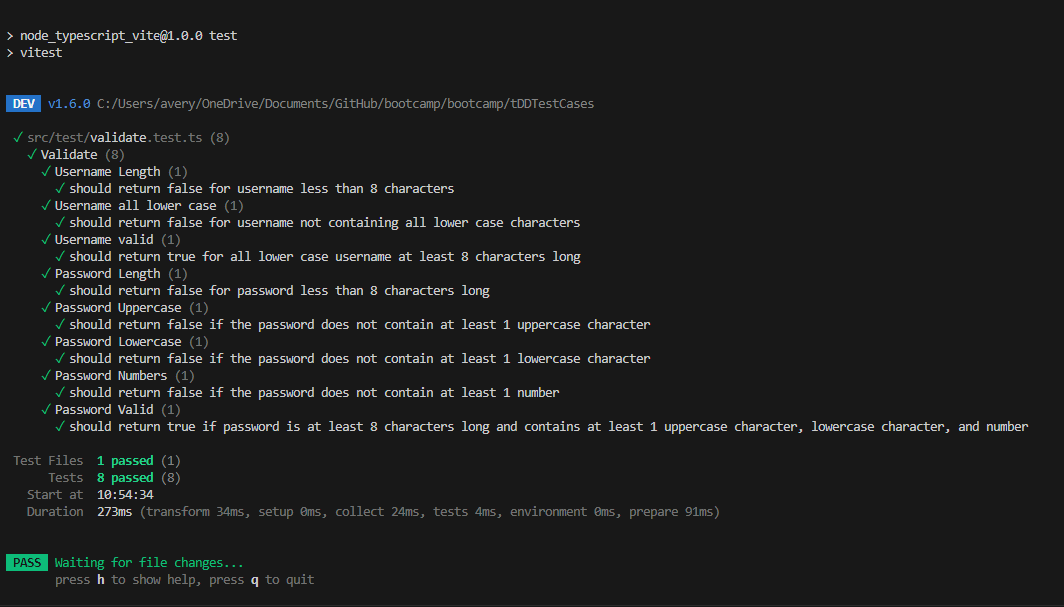 > node_typescript_vite@1.0.0 test
> vitest
DEV v1.6.0 C:/Users/avery/OneDrive/Documents/GitHub/bootcamp/bootcamp/tDDTestCases
✓ src/test/validate.test.ts (8)
✓ Validate (8)
✓ Username Length (1)
✓ should return false for username less than 8 characters
✓ Username all lower case (1)
✓ should return false for username not containing all lower case characters
✓ Username valid (1)
✓ should return true for all lower case username at least 8 characters long
✓ Password Length (1)
✓ should return false for password less than 8 characters long
✓ Password Uppercase (1)
✓ should return false if the password does not contain at least 1 uppercase character
✓ Password Lowercase (1)
✓ should return false if the password does not contain at least 1 lowercase character
✓ Password Numbers (1)
✓ should return false if the password does not contain at least 1 number
✓ Password Valid (1)
✓ should return true if password is at least 8 characters long and contains at least 1 uppercase character, lowercase character, and number
Test Files 1 passed (1)
Tests 8 passed (8)
Start at 10:54:34
Duration 273ms (transform 34ms, setup 0ms, collect 24ms, tests 4ms, environment 0ms, prepare 91ms)
PASS Waiting for file changes...
press h to show help, press q to quit